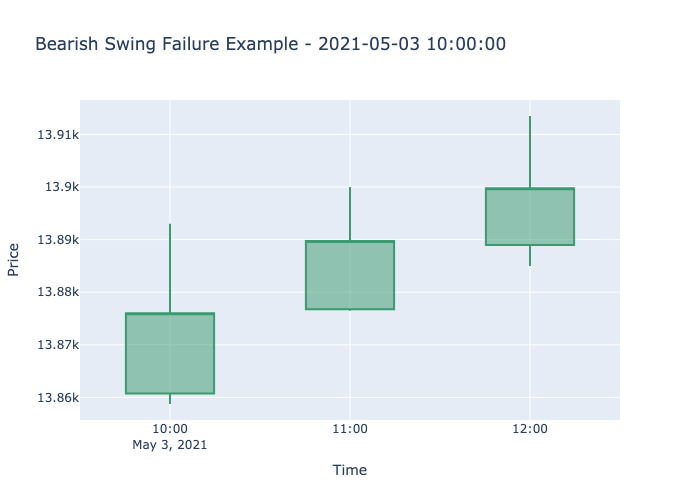 Bearish Swing Failure Example - 2021-05-03 10:00:00
13.91k
13.9k
13.89k
13.88k
13.87k
13.86k
Price
10:00
May 3, 2021
11:00
12:00
Time